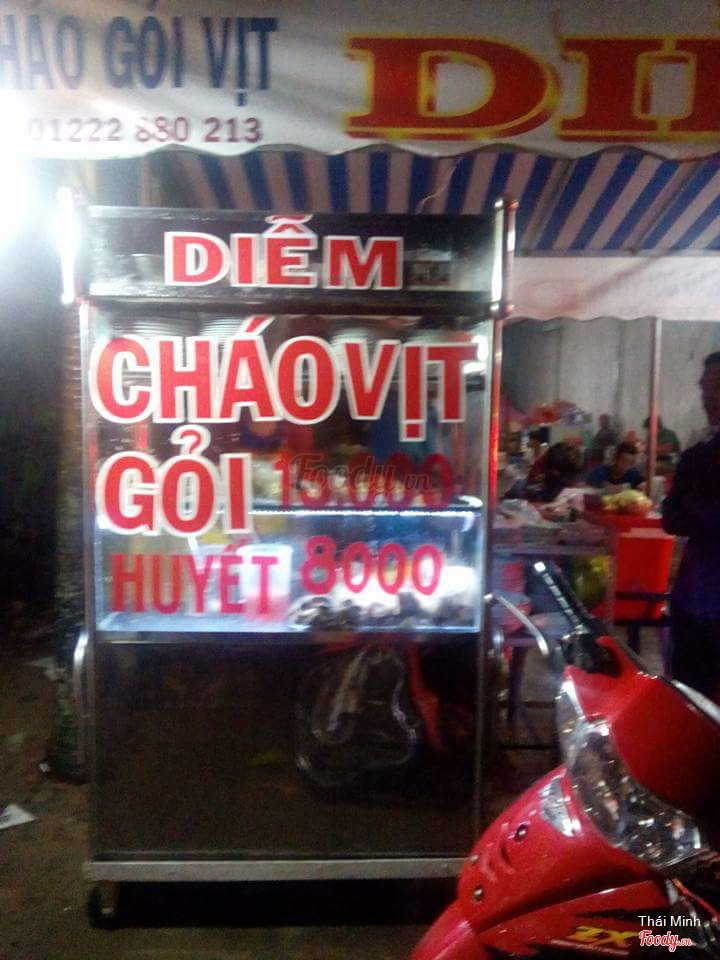 HÁO GỎI VỊT
01222 880 213
DI
DIỄM
CHÁO VỊT
GỎI 15.000
Foody.vn
HUYẾT 8000
ZX
Thái Minh
Foody.vn